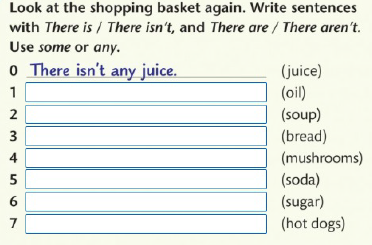 Look at the shopping basket again. Write sentences
with There is / There isn't, and There are / There aren't.
Use some or any.
0 There isn't any juice. (juice)
1 (oil)
2 (soup)
3 (bread)
4 (mushrooms)
5 (soda)
6 (sugar)
7 (hot dogs)